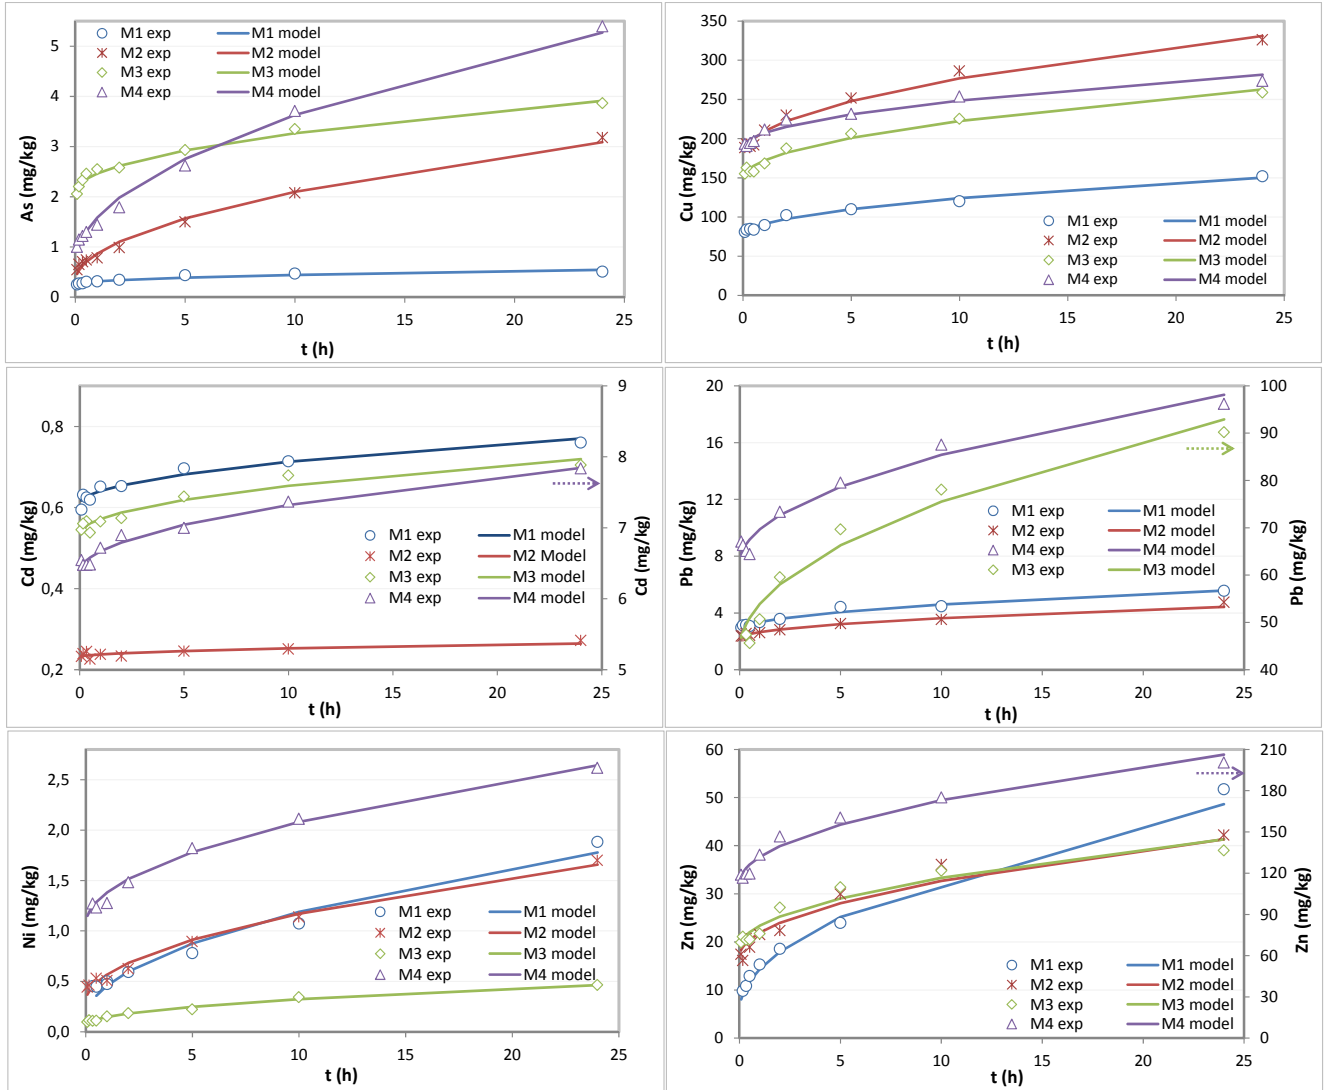 As (mg/kg)
5
4
3
2
1
0
M1 exp M1 model
M2 exp M2 model
M3 exp M3 model
M4 exp M4 model
0 5 10 15 20 25
t (h)
Cu (mg/kg)
350
300
250
200
150
100
50
0
M1 exp M1 model
M2 exp M2 model
M3 exp M3 model
M4 exp M4 model
0 5 10 15 20 25
t (h)
Cd (mg/kg)
0,8
0,6
0,4
0,2
9
8
7
6
5
Cd (mg/kg)
M1 exp M1 model
M2 exp M2 Model
M3 exp M3 model
M4 exp M4 model
0 5 10 15 20 25
t (h)
Pb (mg/kg)
20
16
12
8
4
0
100
90
80
70
60
50
40
Pb (mg/kg)
M1 exp M1 model
M2 exp M2 model
M4 exp M4 model
M3 exp M3 model
0 5 10 15 20 25
t (h)
Ni (mg/kg)
2,5
2,0
1,5
1,0
0,5
0,0
M1 exp M1 model
M2 exp M2 model
M3 exp M3 model
M4 exp M4 model
0 5 10 15 20 25
t (h)
Zn (mg/kg)
60
50
40
30
20
10
0
210
180
150
120
90
60
30
Zn (mg/kg)
M1 exp M1 model
M2 exp M2 model
M3 exp M3 model
M4 exp M4 model
0 5 10 15 20 25
t (h)